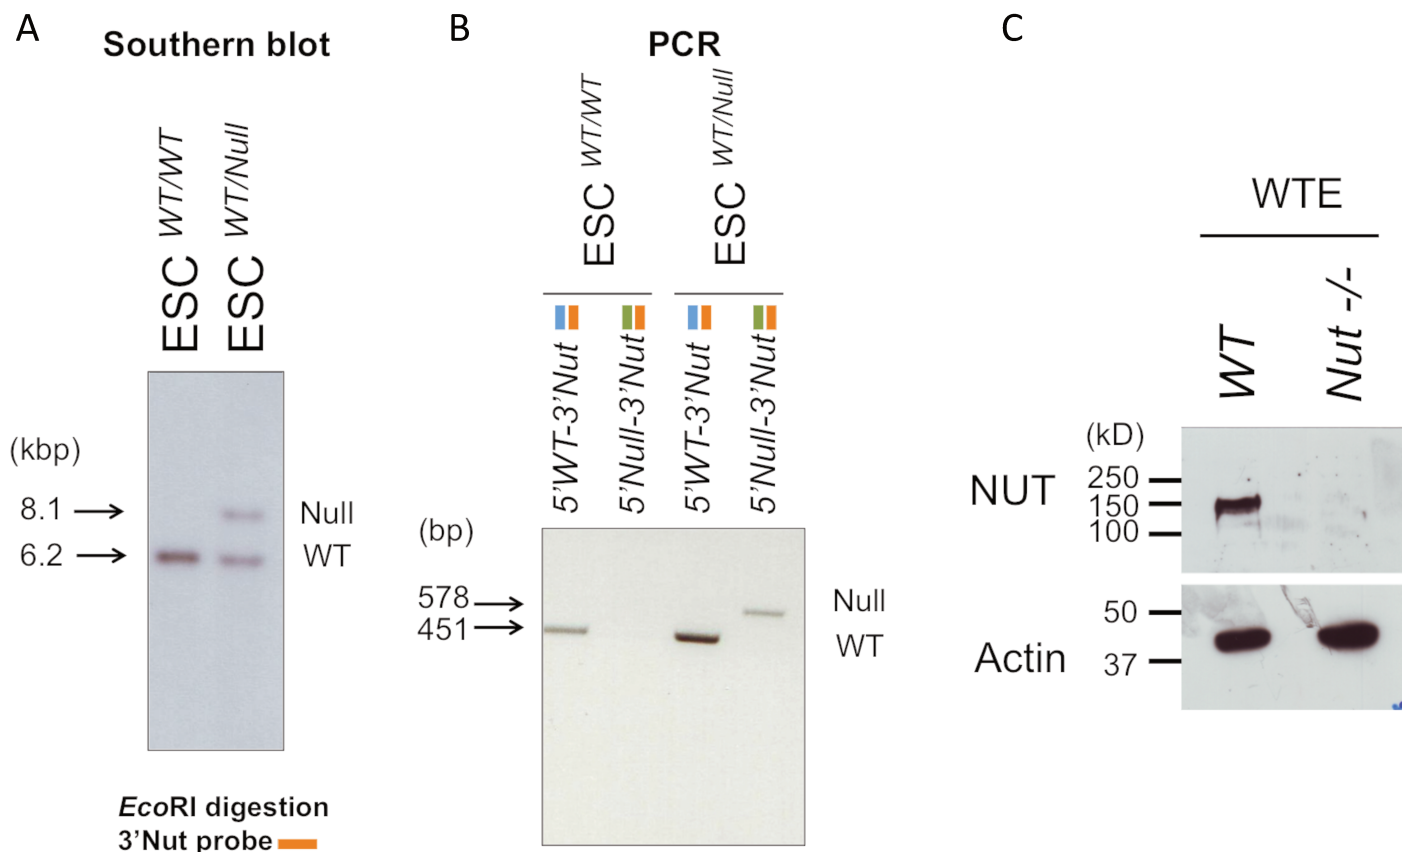 A
Southern blot
ESC WT/WT
ESC WT/Null
(kbp)
8.1
6.2
Null
WT
EcoRI digestion
3'Nut probe
B
PCR
ESC WT/WT
ESC WT/Null
5'WT-3'Nut
5'Null-3'Nut
5'WT-3'Nut
5'Null-3'Nut
(bp)
578
451
Null
WT
C
WTE
WT
Nut -/-
(kD)
NUT
250
150
100
Actin
50
37